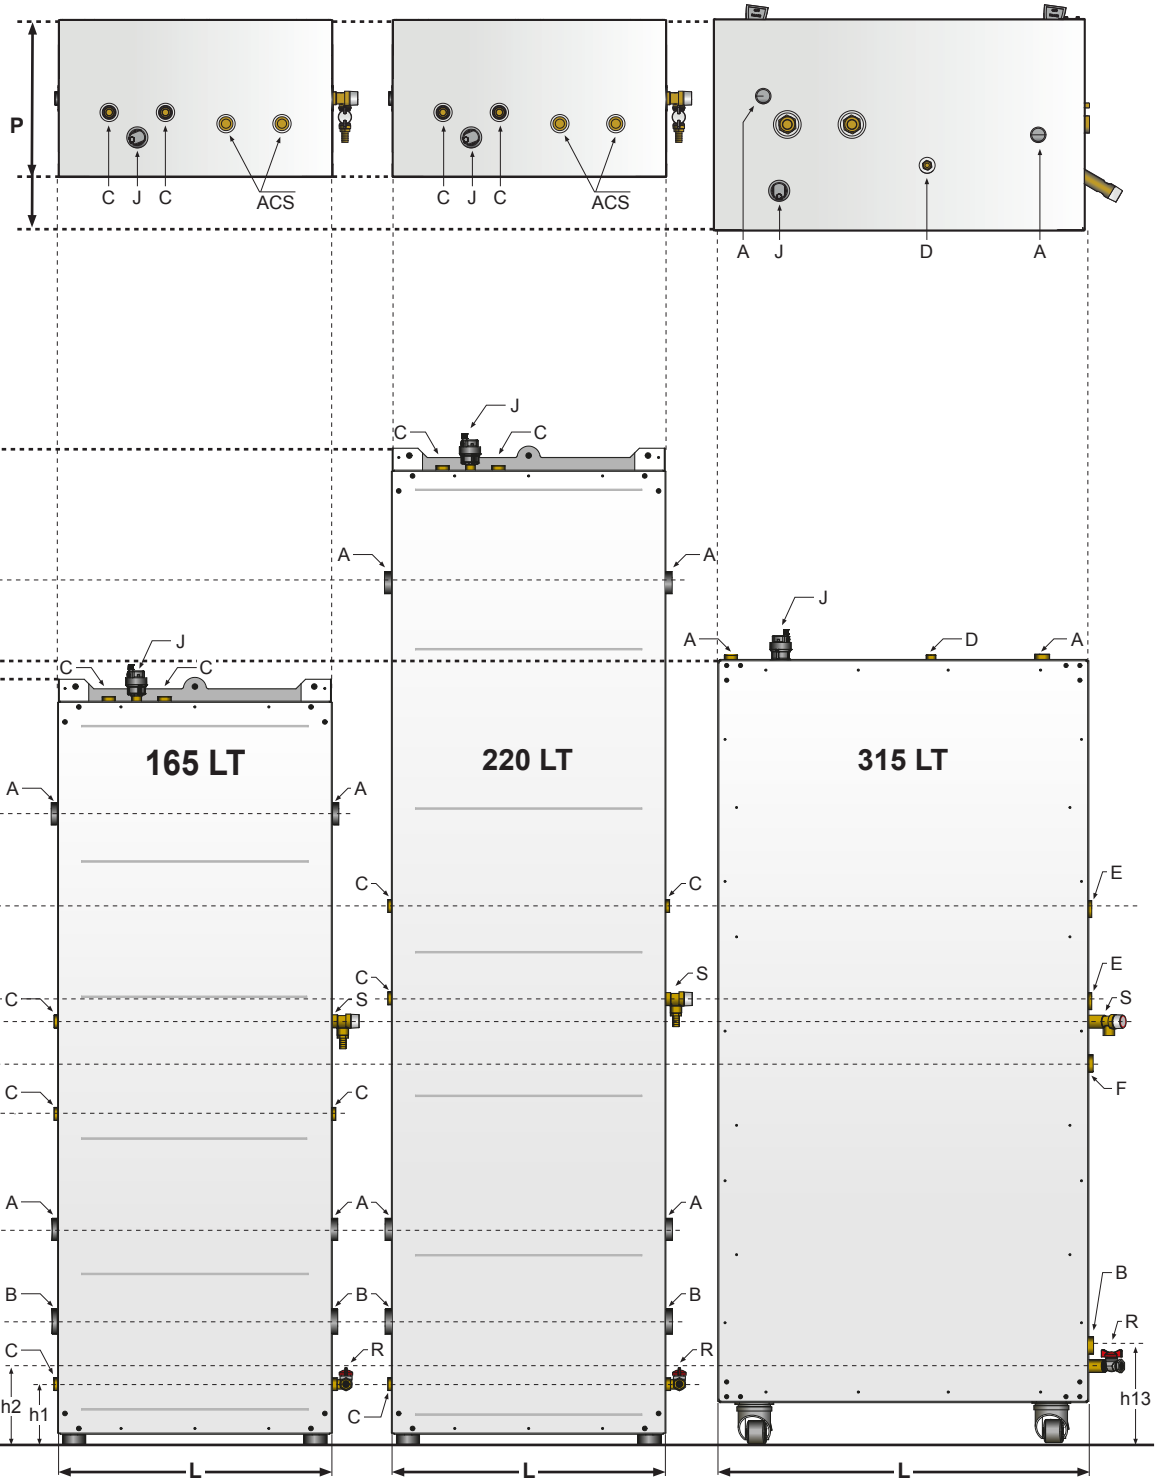 P
A
A
C J C
ACS
C J C
ACS
A J D A
J
C C
A A
J
J
A D A
C C
165 LT
220 LT
315 LT
A A
C C
E
C
S
E
C S
S
C C
F
A A A
B B B
B
C R R
R
C
h2
h1
h13
L L L